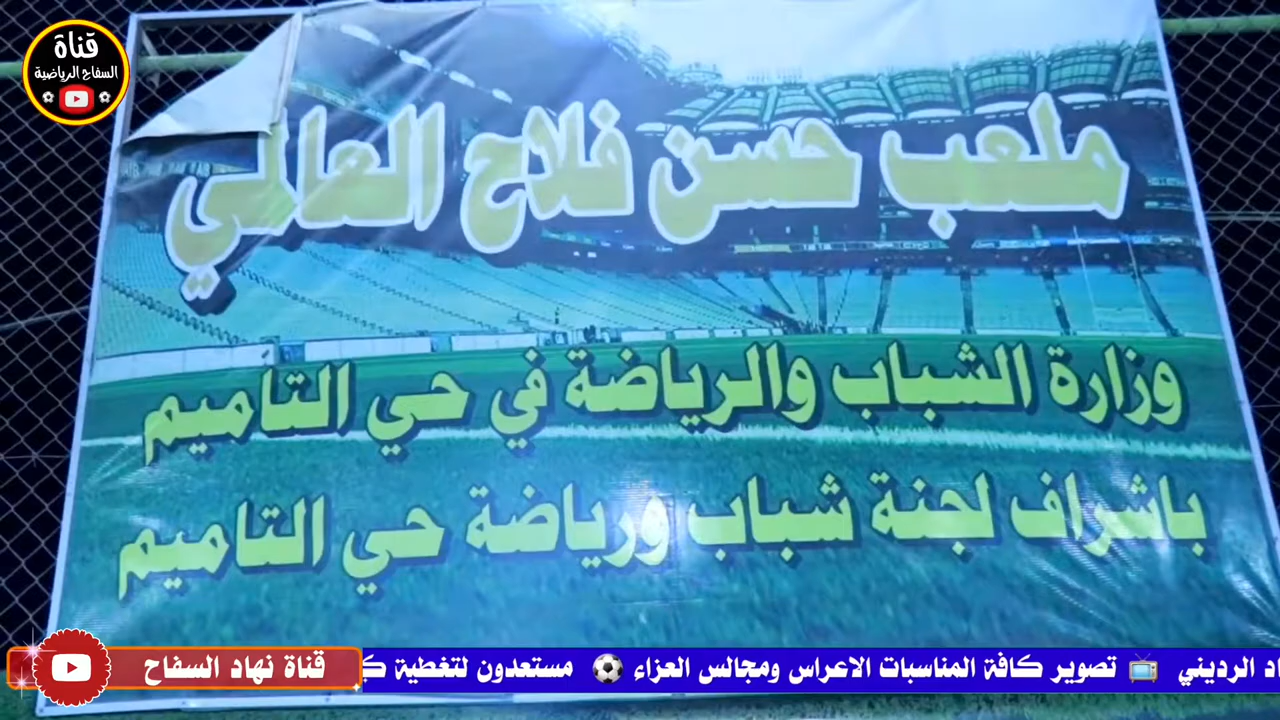 قناة
السفاح الرياضية
ملعب حسن فلاح العالمي
وزارة الشباب والرياضة في حي التاميم
باشراف لجنة شباب ورياضة حي التاميم
الرديني 📺 تصوير كافة المناسبات الاعراس ومجالس العزاء ⚽ مستعدون لتغطية
قناة نهاد السفاح